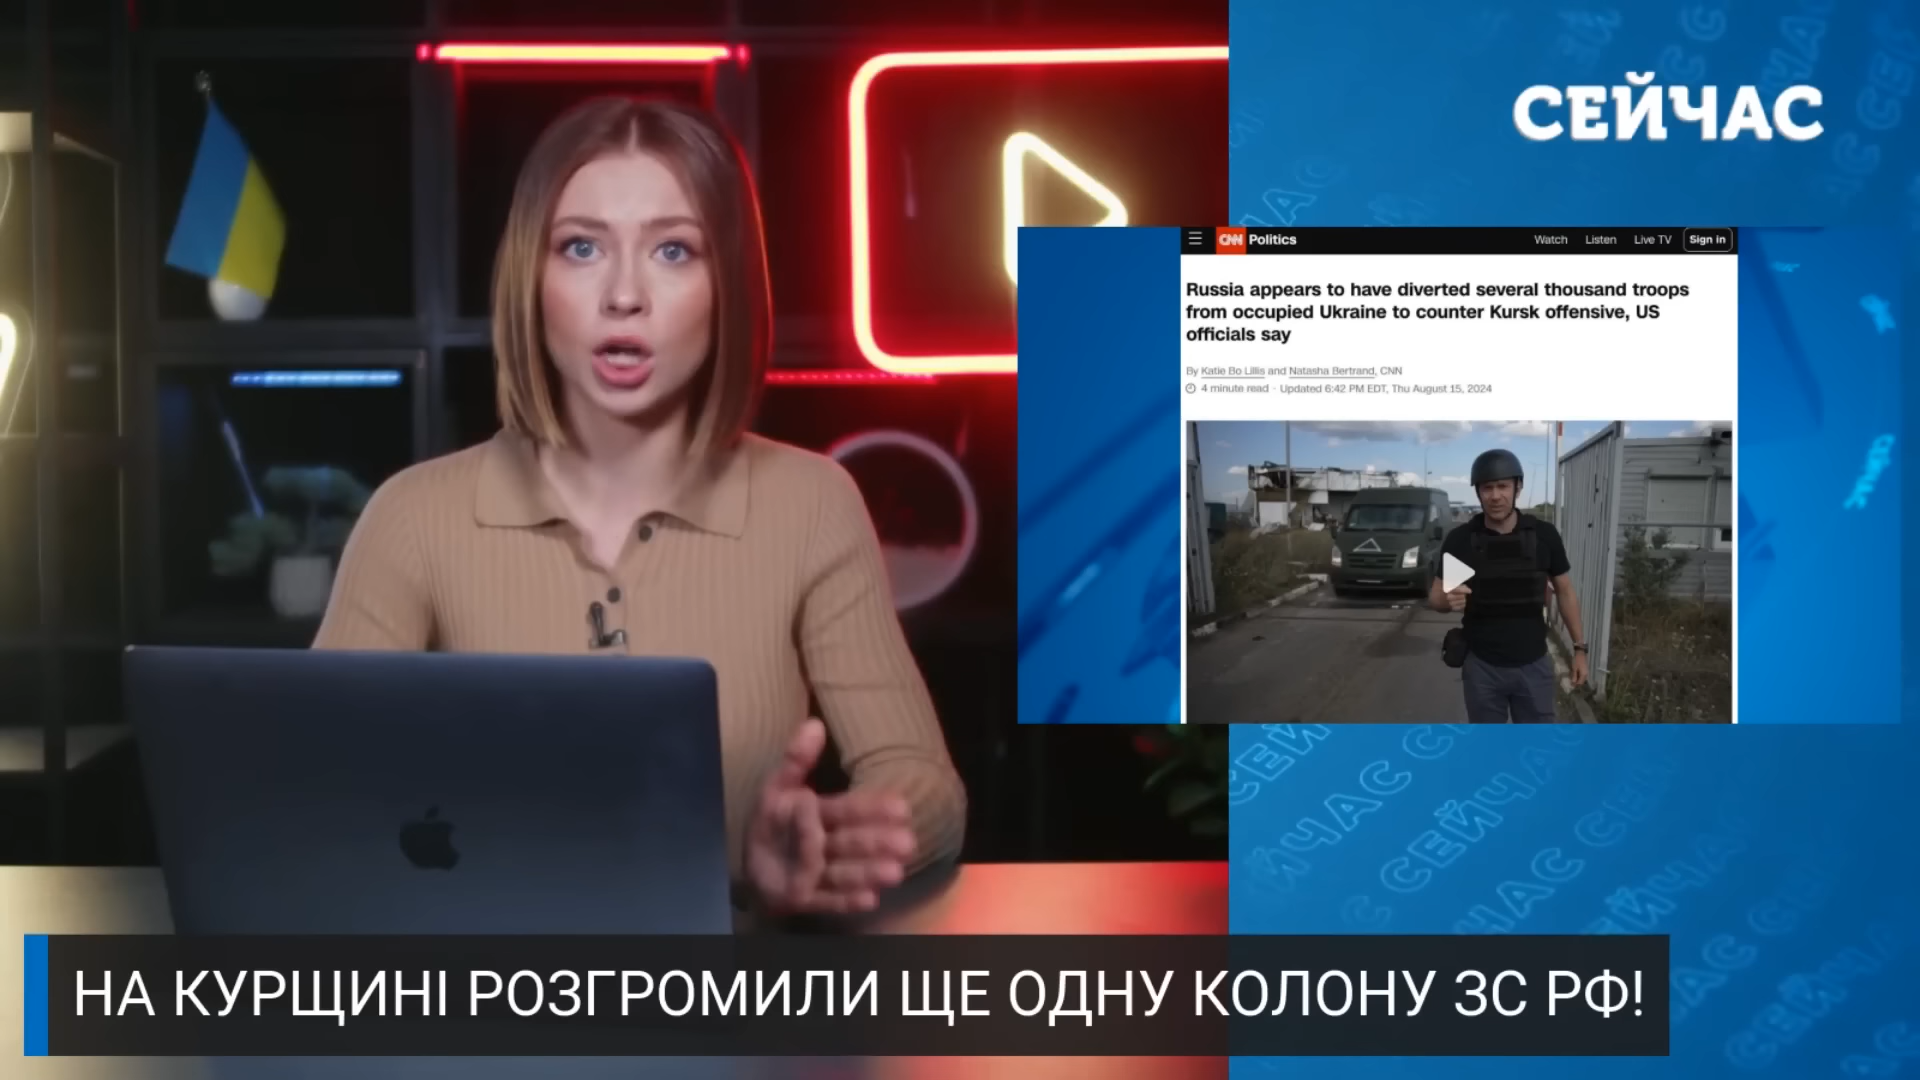 СЕЙЧАС
CNN Politics
Watch Listen Live TV Sign in
Russia appears to have diverted several thousand troops
from occupied Ukraine to counter Kursk offensive, US
officials say
By Katie Bo Lillis and Natasha Bertrand, CNN
4 minute read · Updated 6:42 PM EDT, Thu August 15, 2024
СЕЙЧАС
СЕЙЧАС
НА КУРЩИНІ РОЗГРОМИЛИ ЩЕ ОДНУ КОЛОНУ ЗС РФ!